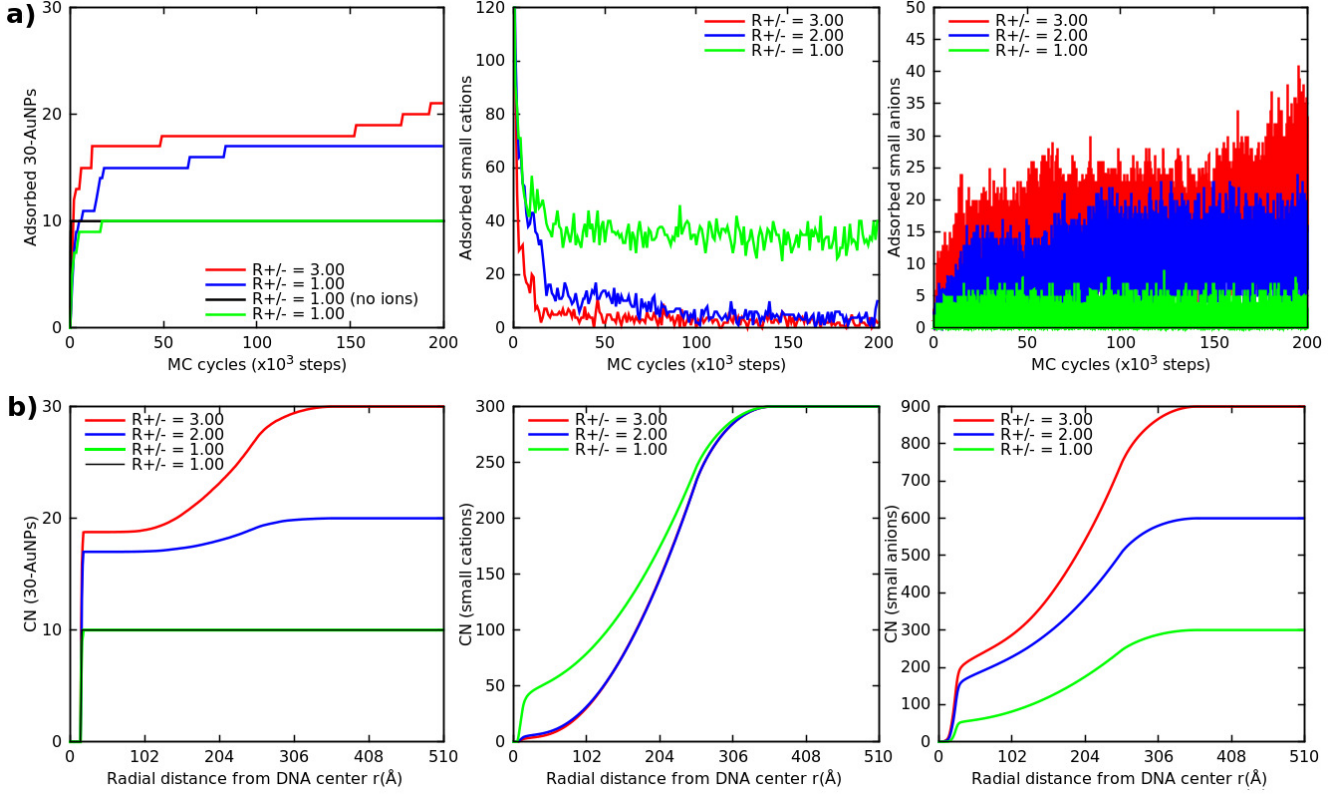 a)
Adsorbed 30-AuNPs
30
20
10
0
R+/- = 3.00
R+/- = 1.00
R+/- = 1.00 (no ions)
R+/- = 1.00
0 50 100 150 200
MC cycles (x10³ steps)
Adsorbed small cations
120
100
80
60
40
20
0
R+/- = 3.00
R+/- = 2.00
R+/- = 1.00
0 50 100 150 200
MC cycles (x10³ steps)
Adsorbed small anions
50
45
40
35
30
25
20
15
10
5
0
R+/- = 3.00
R+/- = 2.00
R+/- = 1.00
0 50 100 150 200
MC cycles (x10³ steps)
b)
CN (30-AuNPs)
30
20
10
0
R+/- = 3.00
R+/- = 2.00
R+/- = 1.00
R+/- = 1.00
0 102 204 306 408 510
Radial distance from DNA center r(Å)
CN (small cations)
300
250
200
150
100
50
0
R+/- = 3.00
R+/- = 2.00
R+/- = 1.00
0 102 204 306 408 510
Radial distance from DNA center r(Å)
CN (small anions)
900
800
700
600
500
400
300
200
100
0
R+/- = 3.00
R+/- = 2.00
R+/- = 1.00
0 102 204 306 408 510
Radial distance from DNA center r(Å)